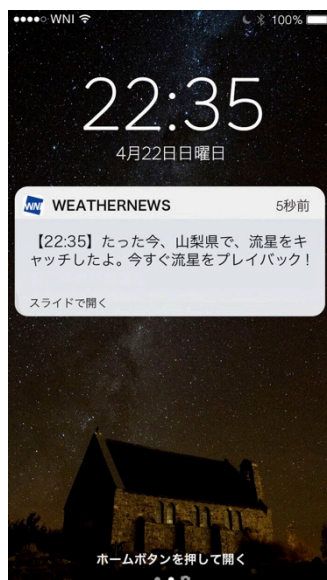 WNI 100%
22:35
4月22日日曜日
WNI WEATHERNEWS 5秒前
【22:35】たった今、山梨県で、流星をキ
ャッチしたよ。今すぐ流星をプレイバック！
スライドで開く
ホームボタンを押して開く